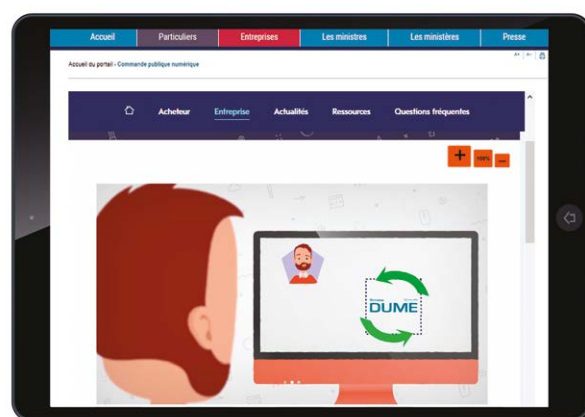 Accueil Particuliers Entreprises Les ministres Les ministères Presse
Accueil du portail - Commande publique numérique
Acheteur Entreprise Actualités Ressources Questions fréquentes
+ 100% -
DUME